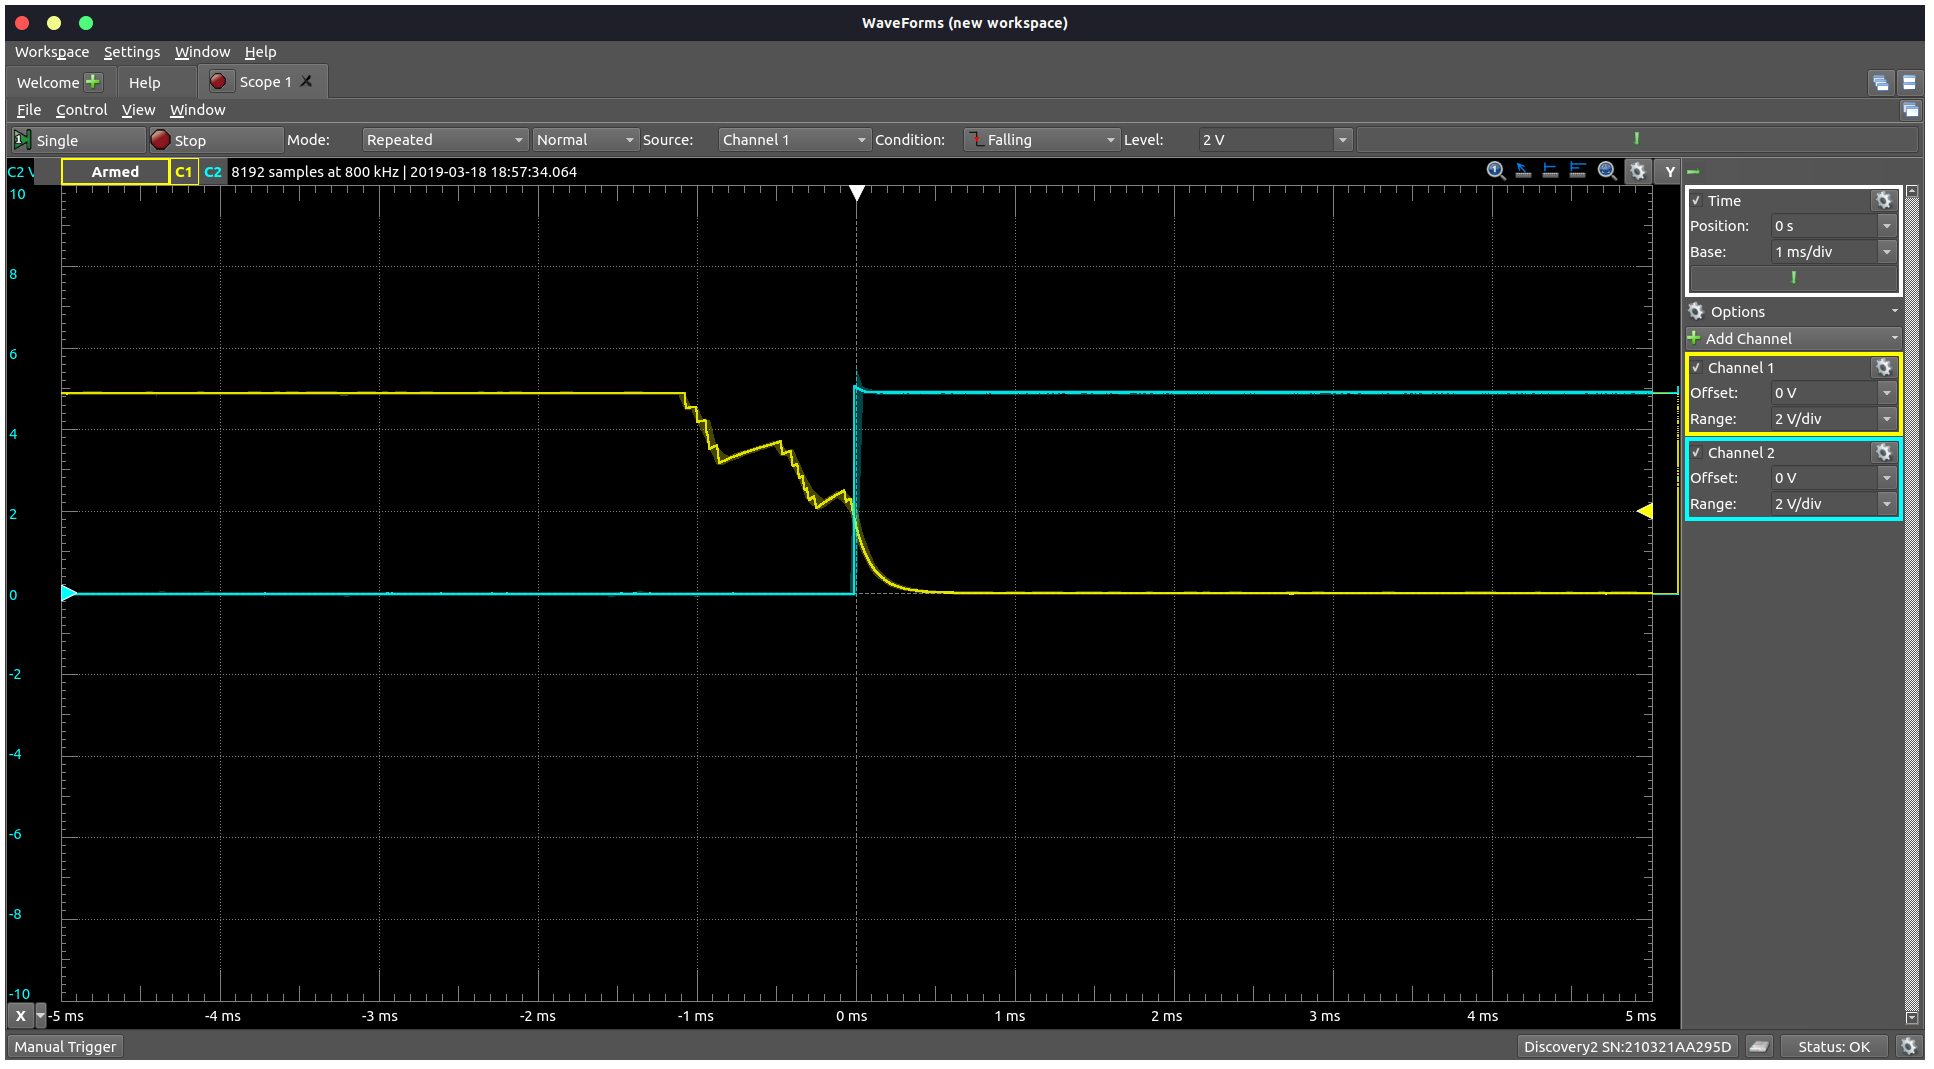 WaveForms (new workspace)
Workspace Settings Window Help
Welcome Help Scope 1
File Control View Window
Single Stop Mode: Repeated Normal Source: Channel 1 Condition: Falling Level: 2 V
C2 V Armed C1 C2 8192 samples at 800 kHz | 2019-03-18 18:57:34.064 Y
10
8
6
4
2
0
-2
-4
-6
-8
-10
X -5 ms -4 ms -3 ms -2 ms -1 ms 0 ms 1 ms 2 ms 3 ms 4 ms 5 ms
Time
Position: 0 s
Base: 1 ms/div
Options
Add Channel
Channel 1
Offset: 0 V
Range: 2 V/div
Channel 2
Offset: 0 V
Range: 2 V/div
Manual Trigger Discovery2 SN:210321AA295D Status: OK